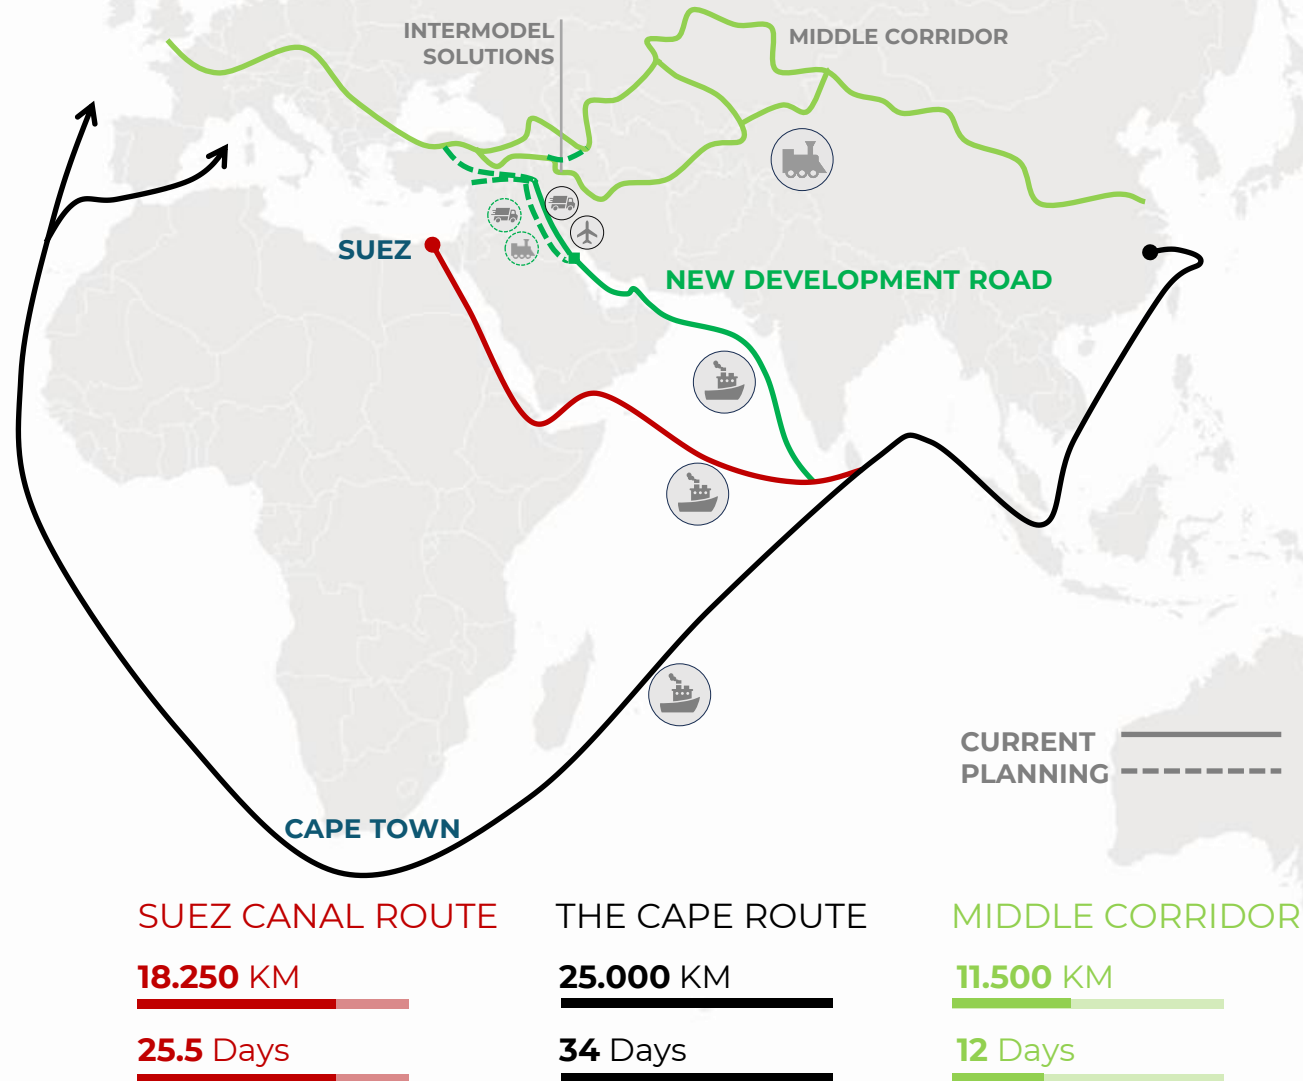 INTERMODEL
SOLUTIONS
MIDDLE CORRIDOR
SUEZ
NEW DEVELOPMENT ROAD
CURRENT
PLANNING
CAPE TOWN
SUEZ CANAL ROUTE
18.250 KM
25.5 Days
THE CAPE ROUTE
25.000 KM
34 Days
MIDDLE CORRIDOR
11.500 KM
12 Days